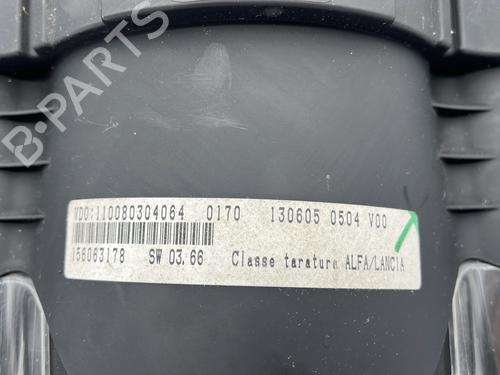 VDO:110080304064 0170 130605 0504 V00
156063178 SW 03.66 Classe taratura ALFA/LANCIA
B-PARTS